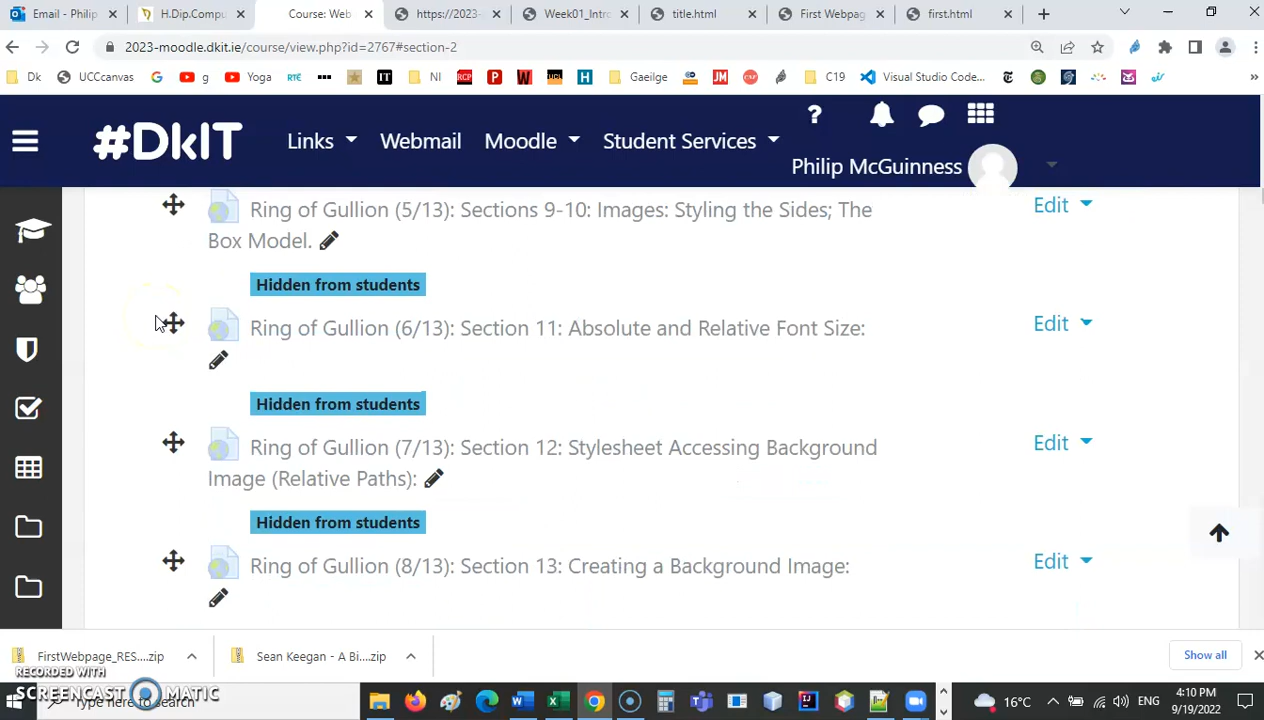 Email - Philip
H.Dip.Compu
Course: Web
https://2023-
Week01_Intro
title.html
First Webpag
first.html
2023-moodle.dkit.ie/course/view.php?id=2767#section-2
Dk
UCCcanvas
g
Yoga
RTÉ
IT
NI
RCP
P
W
UCL
H
Gaeilge
JM
C19
Visual Studio Code...
#DkIT
Links
Webmail
Moodle
Student Services
?
Philip McGuinness
Ring of Gullion (5/13): Sections 9-10: Images: Styling the Sides; The
Box Model.
Edit
Hidden from students
Ring of Gullion (6/13): Section 11: Absolute and Relative Font Size:
Edit
Hidden from students
Ring of Gullion (7/13): Section 12: Stylesheet Accessing Background
Image (Relative Paths):
Edit
Hidden from students
Ring of Gullion (8/13): Section 13: Creating a Background Image:
Edit
FirstWebpage_RES....zip
Sean Keegan - A Bi....zip
Show all
RECORDED WITH
SCREENCAST MATIC
Type here to search
16°C
ENG
4:10 PM
9/19/2022